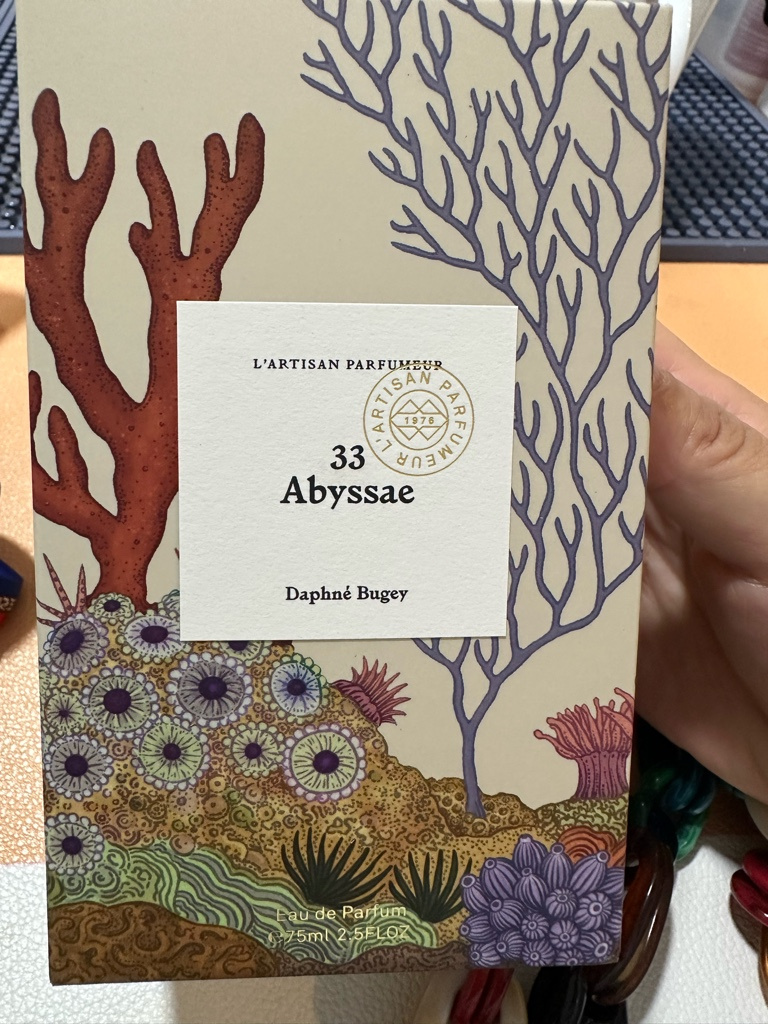 L'ARTISAN PARFUMEUR
L'ARTISAN PARFUMEUR
1976
33
Abyssae
Daphné Bugey
Eau de Parfum
℮75ml 2.5FLOZ